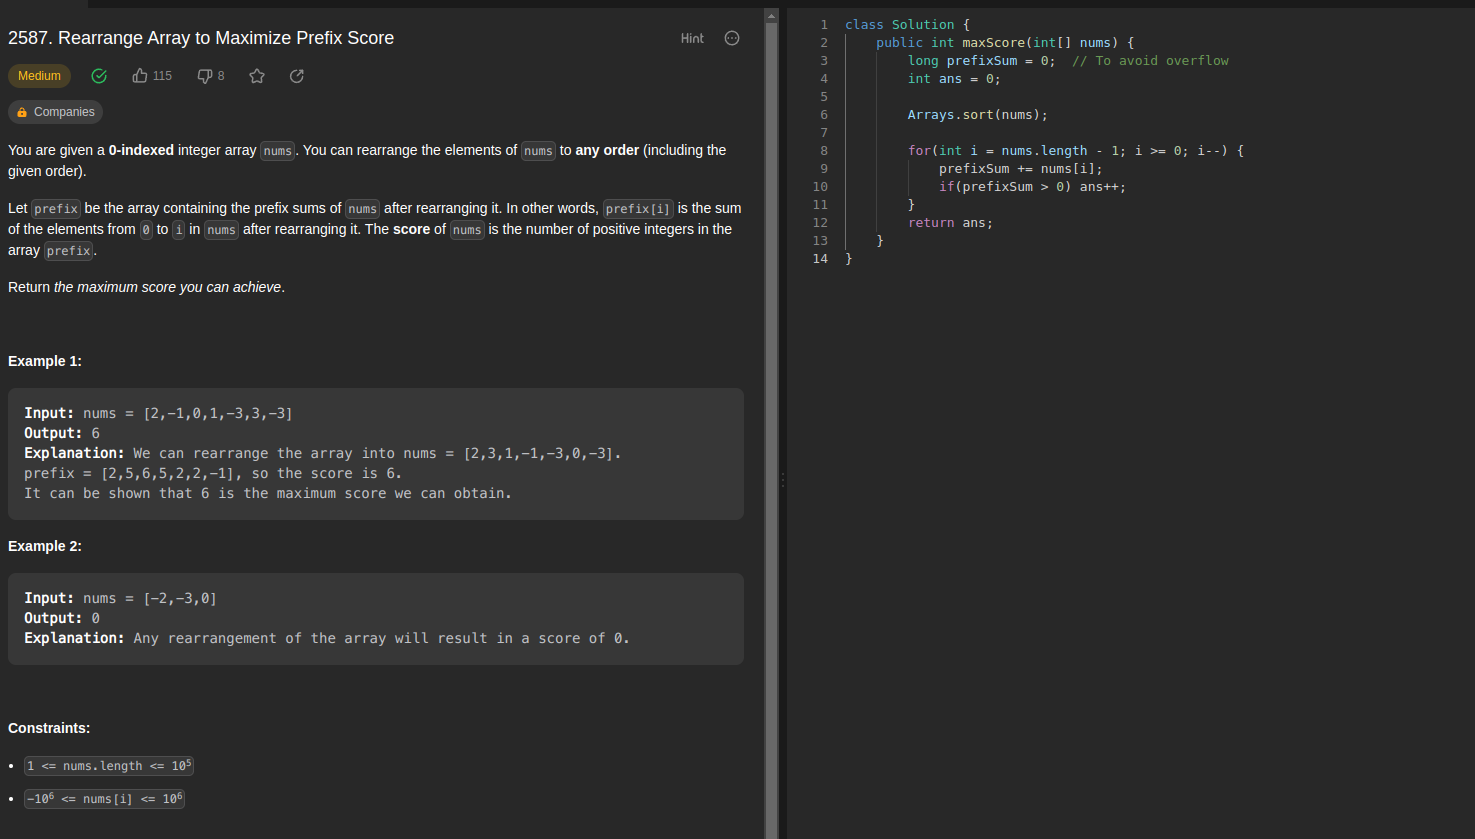 2587. Rearrange Array to Maximize Prefix Score
Hint
Medium 115 8
Companies
You are given a 0-indexed integer array nums. You can rearrange the elements of nums to any order (including the
given order).
Let prefix be the array containing the prefix sums of nums after rearranging it. In other words, prefix[i] is the sum
of the elements from 0 to i in nums after rearranging it. The score of nums is the number of positive integers in the
array prefix.
Return the maximum score you can achieve.
Example 1:
Input: nums = [2,-1,0,1,-3,3,-3]
Output: 6
Explanation: We can rearrange the array into nums = [2,3,1,-1,-3,0,-3].
prefix = [2,5,6,5,2,2,-1], so the score is 6.
It can be shown that 6 is the maximum score we can obtain.
Example 2:
Input: nums = [-2,-3,0]
Output: 0
Explanation: Any rearrangement of the array will result in a score of 0.
Constraints:
• 1 <= nums.length <= 10⁵
• -10⁶ <= nums[i] <= 10⁶
1 class Solution {
2     public int maxScore(int[] nums) {
3         long prefixSum = 0;  // To avoid overflow
4         int ans = 0;
5
6         Arrays.sort(nums);
7
8         for(int i = nums.length - 1; i >= 0; i--) {
9             prefixSum += nums[i];
10             if(prefixSum > 0) ans++;
11         }
12         return ans;
13     }
14 }